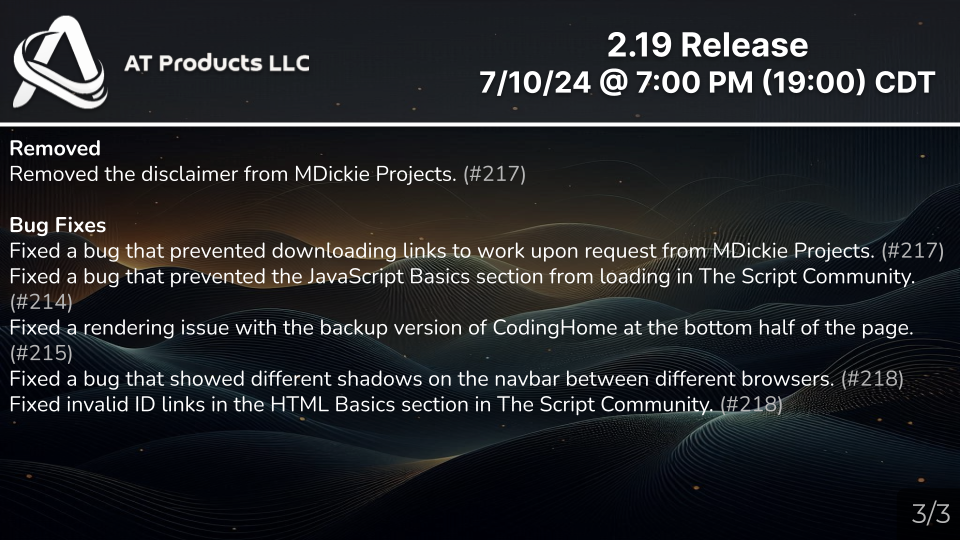 AT Products LLC
2.19 Release
7/10/24 @ 7:00 PM (19:00) CDT
Removed
Removed the disclaimer from MDickie Projects. (#217)
Bug Fixes
Fixed a bug that prevented downloading links to work upon request from MDickie Projects. (#217)
Fixed a bug that prevented the JavaScript Basics section from loading in The Script Community.
(#214)
Fixed a rendering issue with the backup version of CodingHome at the bottom half of the page.
(#215)
Fixed a bug that showed different shadows on the navbar between different browsers. (#218)
Fixed invalid ID links in the HTML Basics section in The Script Community. (#218)
3/3